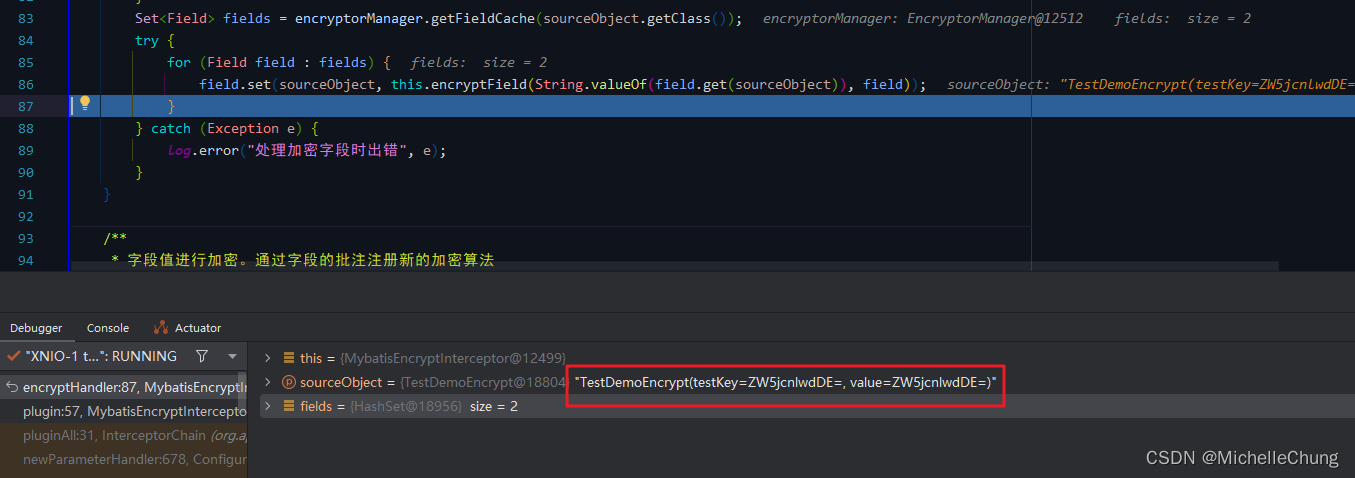 83 Set<Field> fields = encryptorManager.getFieldCache(sourceObject.getClass()); encryptorManager: EncryptorManager@12512 fields: size = 2
84 try {
85 for (Field field : fields) { fields: size = 2
86 field.set(sourceObject, this.encryptField(String.valueOf(field.get(sourceObject)), field)); sourceObject: "TestDemoEncrypt(testKey=ZW5jcnlwdDE=
87 }
88 } catch (Exception e) {
89 log.error("处理加密字段时出错", e);
90 }
91 }
92
93 /**
94 * 字段值进行加密。通过字段的批注注册新的加密算法
Debugger Console Actuator
"XNIO-1 t...": RUNNING
encryptHandler:87, MybatisEncryptI
plugin:57, MybatisEncryptIntercepto
pluginAll:31, InterceptorChain (org.a
newParameterHandler:678, Configur
this = {MybatisEncryptInterceptor@12499}
sourceObject = {TestDemoEncrypt@18804 "TestDemoEncrypt(testKey=ZW5jcnlwdDE=, value=ZW5jcnlwdDE=)"
fields = {HashSet@18956} size = 2
CSDN @MichelleChung